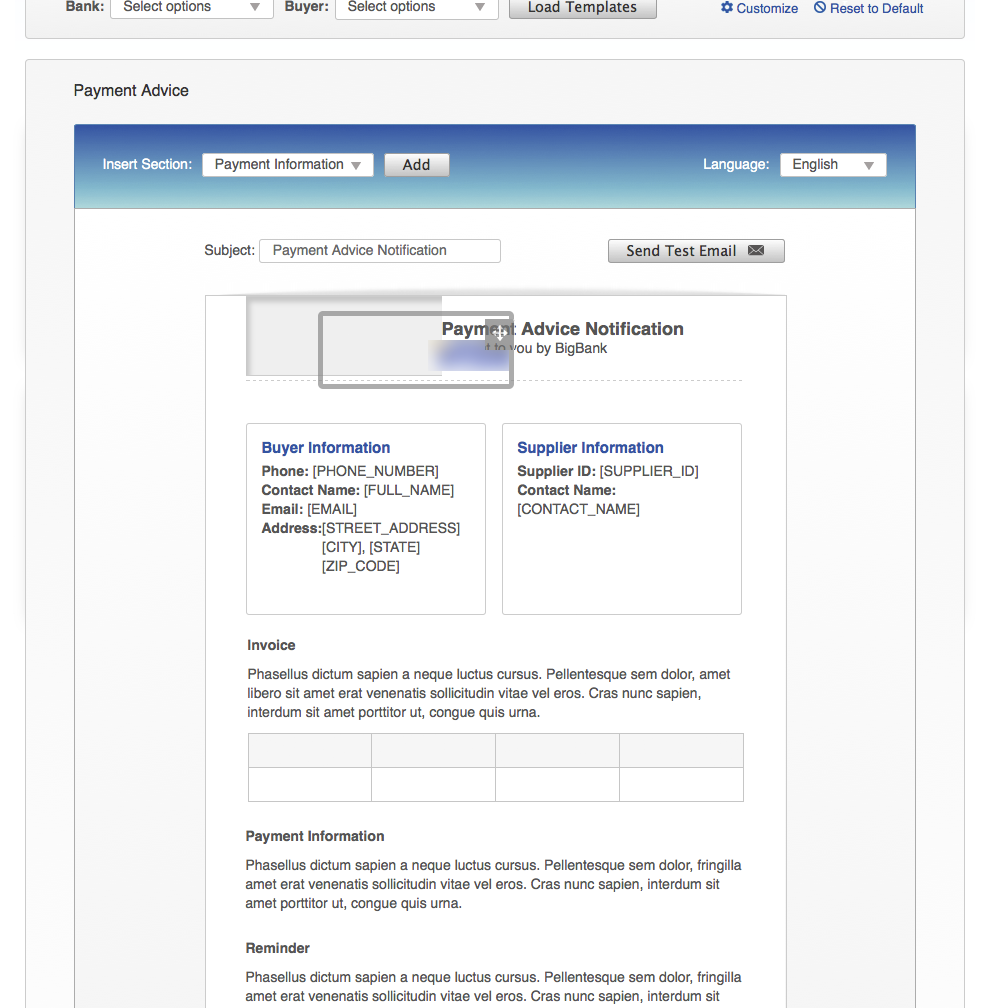 Bank: Select options Buyer: Select options Load Templates Customize Reset to Default
Payment Advice
Insert Section: Payment Information Add Language: English
Subject: Payment Advice Notification Send Test Email
Payment Advice Notification
to you by BigBank
Buyer Information
Phone: [PHONE_NUMBER]
Contact Name: [FULL_NAME]
Email: [EMAIL]
Address:[STREET_ADDRESS]
[CITY], [STATE]
[ZIP_CODE]
Supplier Information
Supplier ID: [SUPPLIER_ID]
Contact Name:
[CONTACT_NAME]
Invoice
Phasellus dictum sapien a neque luctus cursus. Pellentesque sem dolor, amet
libero sit amet erat venenatis sollicitudin vitae vel eros. Cras nunc sapien,
interdum sit amet porttitor ut, congue quis urna.
Payment Information
Phasellus dictum sapien a neque luctus cursus. Pellentesque sem dolor, fringilla
amet erat venenatis sollicitudin vitae vel eros. Cras nunc sapien, interdum sit
amet porttitor ut, congue quis urna.
Reminder
Phasellus dictum sapien a neque luctus cursus. Pellentesque sem dolor, fringilla
amet erat venenatis sollicitudin vitae vel eros. Cras nunc sapien, interdum sit